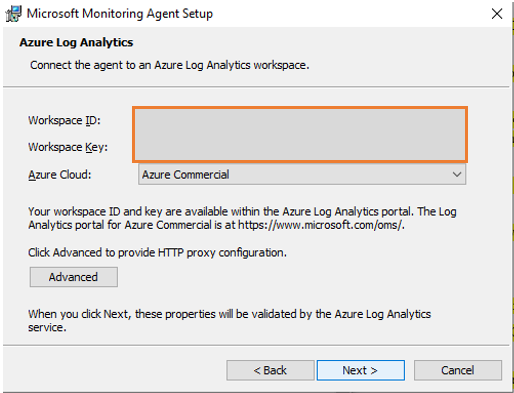 Microsoft Monitoring Agent Setup
Azure Log Analytics
Connect the agent to an Azure Log Analytics workspace.
Workspace ID:
Workspace Key:
Azure Cloud: Azure Commercial
Your workspace ID and key are available within the Azure Log Analytics portal. The Log
Analytics portal for Azure Commercial is at https://www.microsoft.com/oms/.
Click Advanced to provide HTTP proxy configuration.
Advanced
When you click Next, these properties will be validated by the Azure Log Analytics
service.
< Back Next > Cancel